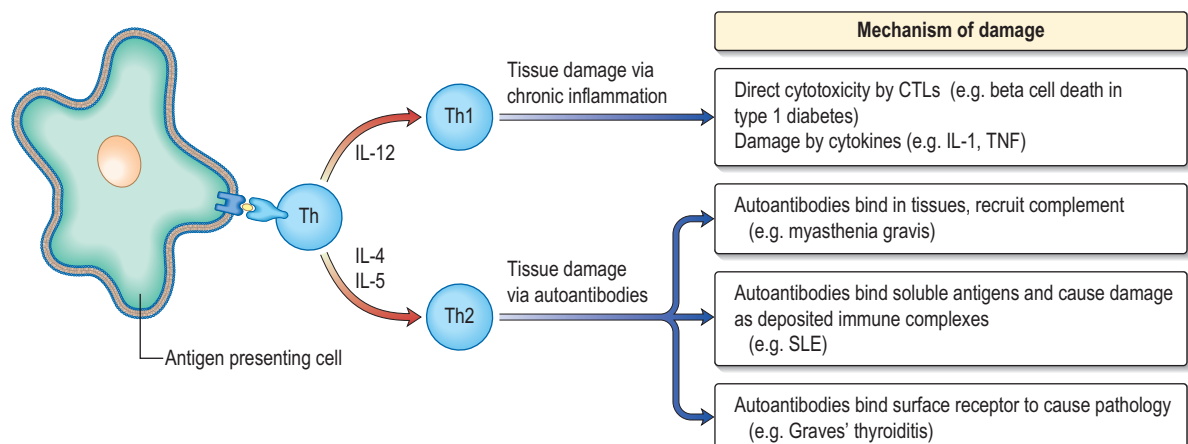 Mechanism of damage
Tissue damage via
chronic inflammation
Th1
IL-12
Direct cytotoxicity by CTLs (e.g. beta cell death in
type 1 diabetes)
Damage by cytokines (e.g. IL-1, TNF)
Th
IL-4
IL-5
Tissue damage
via autoantibodies
Th2
Autoantibodies bind in tissues, recruit complement
(e.g. myasthenia gravis)
Autoantibodies bind soluble antigens and cause damage
as deposited immune complexes
(e.g. SLE)
Antigen presenting cell
Autoantibodies bind surface receptor to cause pathology
(e.g. Graves' thyroiditis)